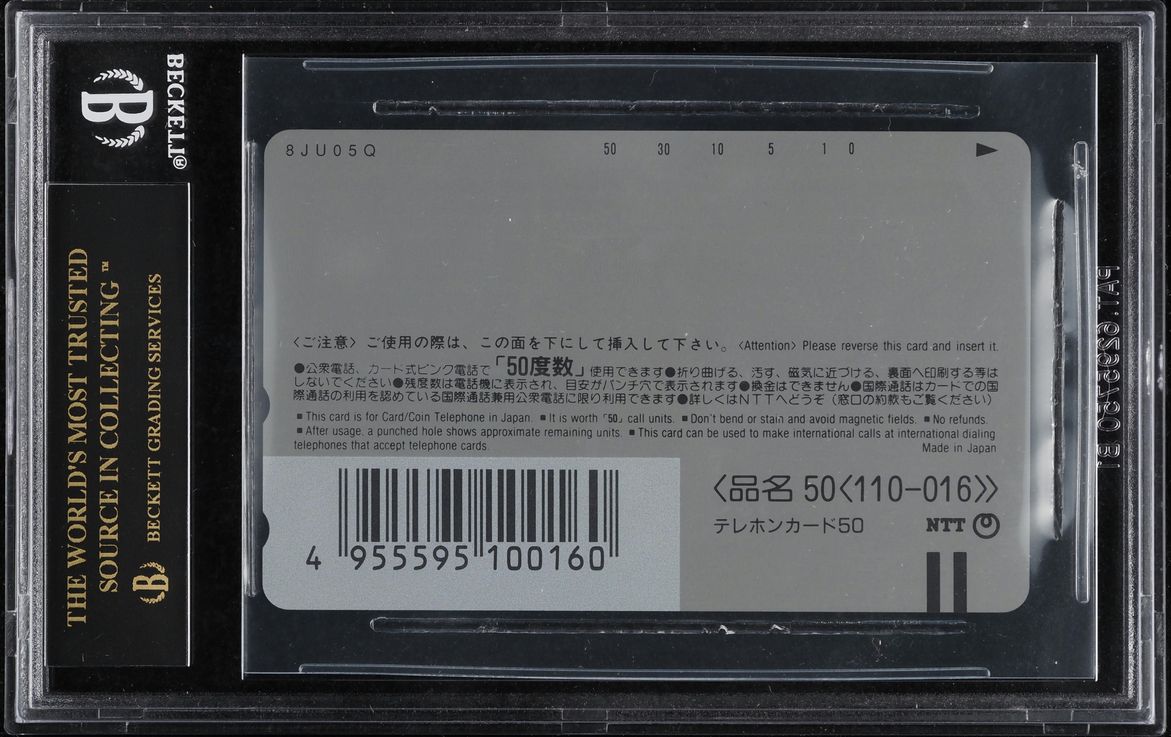 BECKETT®
B
THE WORLD'S MOST TRUSTED
SOURCE IN COLLECTING™
B BECKETT GRADING SERVICES
8JU05Q 50 30 10 5 1 0
〈ご注意〉ご使用の際は、この面を下にして挿入して下さい。〈Attention〉Please reverse this card and insert it.
●公衆電話、カード式ピンク電話で「50度数」使用できます●折り曲げる、汚す、磁気に近づける、裏面へ印刷する等は
しないでください●残度数は電話機に表示され、目安がパンチ穴で表示されます●換金はできません●国際通話はカードでの国
際通話の利用を認めている国際通話兼用公衆電話に限り利用できます●詳しくはNTTへどうぞ（窓口の約款もご覧ください）
■This card is for Card/Coin Telephone in Japan. ■It is worth「50」call units. ■Don't bend or stain and avoid magnetic fields. ■No refunds.
■After usage, a punched hole shows approximate remaining units. ■This card can be used to make international calls at international dialing
telephones that accept telephone cards.
Made in Japan
〈品名 50〈110-016〉〉
テレホンカード50 NTT
4 955595 100160